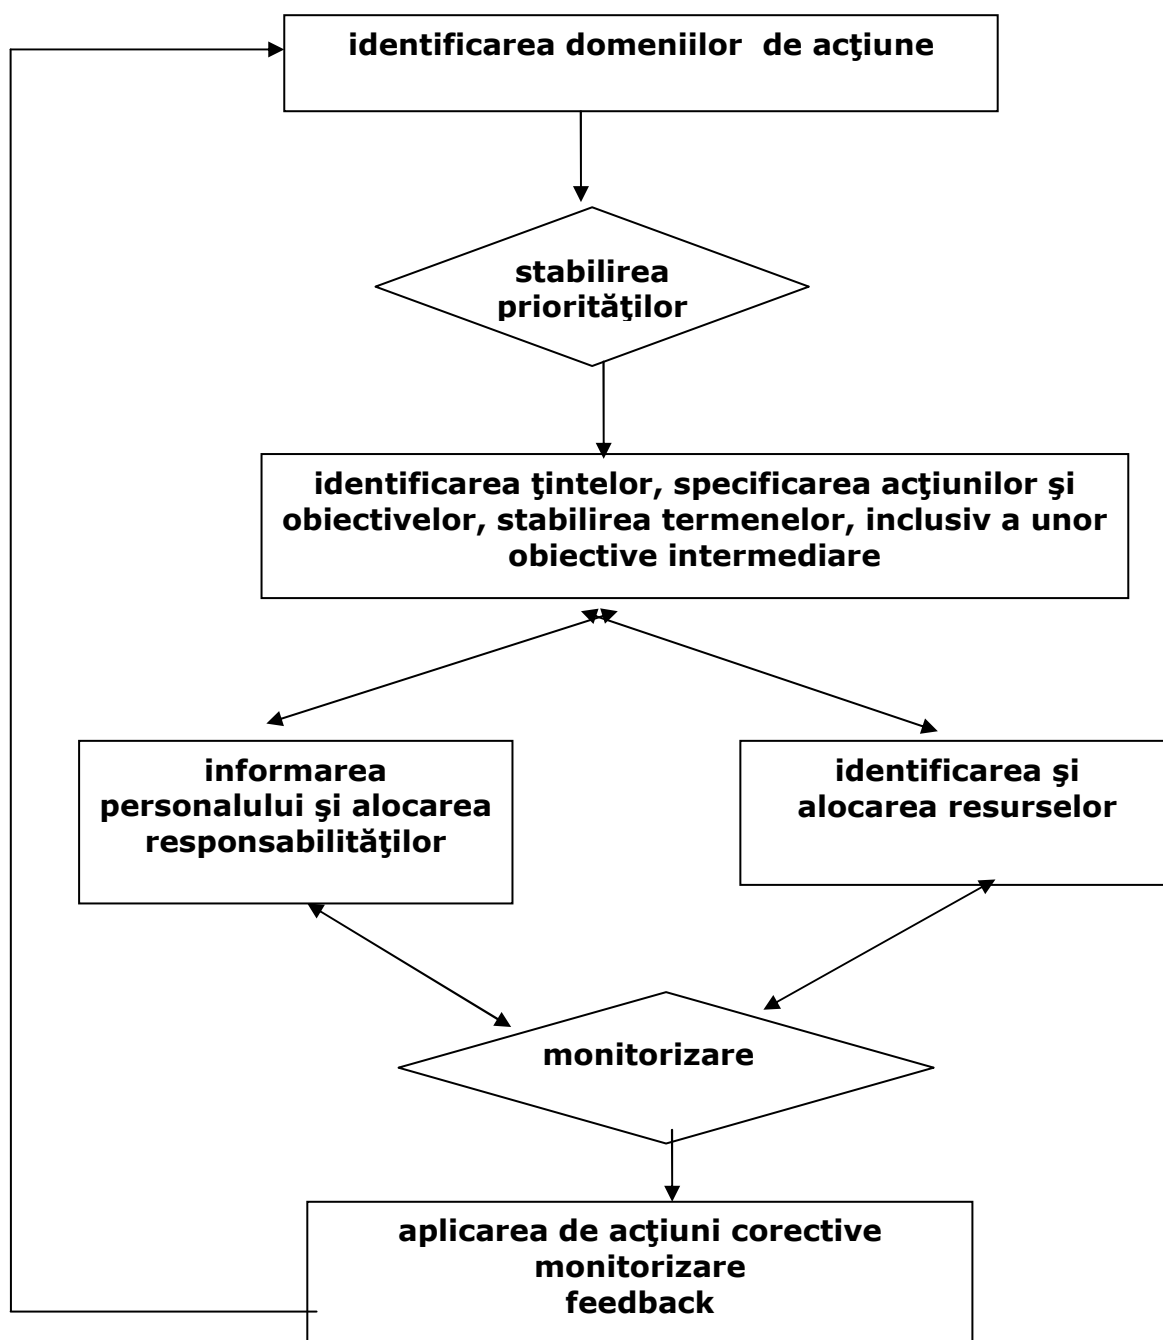 identificarea domeniilor  de acţiune
stabilirea
priorităţilor
identificarea ţintelor, specificarea acţiunilor şi
obiectivelor, stabilirea termenelor, inclusiv a unor
obiective intermediare
informarea
personalului şi alocarea
responsabilităţilor
identificarea şi
alocarea resurselor
monitorizare
aplicarea de acţiuni corective
monitorizare
feedback